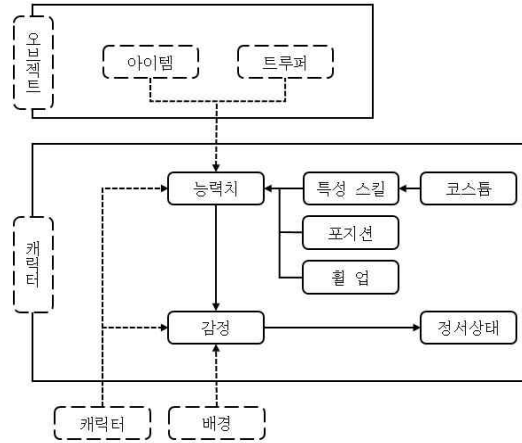 오브젝트
아이템
트루퍼
캐릭터
능력치
특성 스킬
코스튬
포지션
휠 업
감정
정서상태
캐릭터
배경